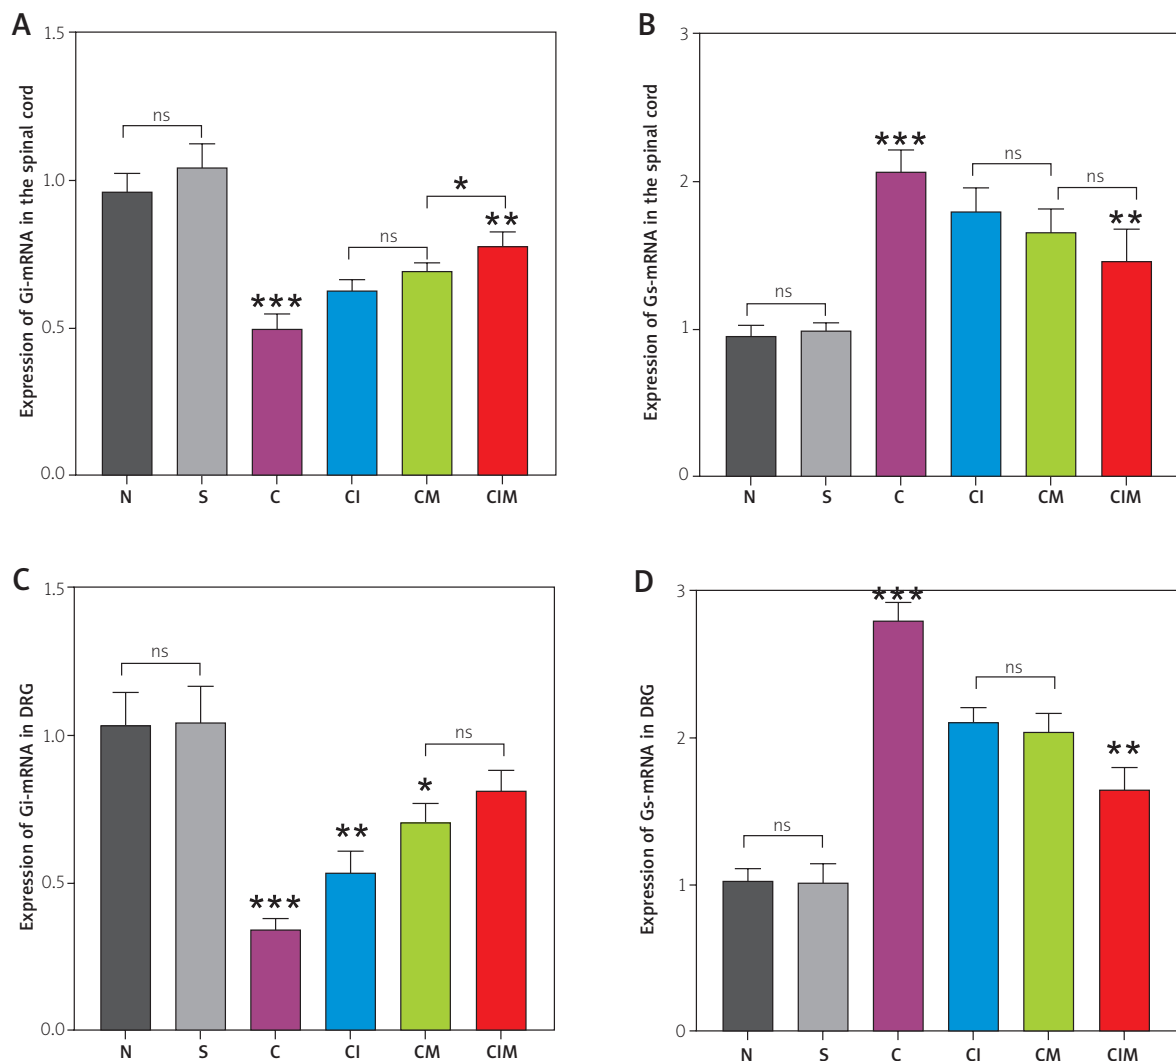 A
Expression of Gi-mRNA in the spinal cord
1.5
1.0
0.5
0.0
ns
***
ns
*
**
N S C CI CM CIM
B
Expression of Gs-mRNA in the spinal cord
3
2
1
0
ns
***
ns
ns
**
N S C CI CM CIM
C
Expression of Gi-mRNA in DRG
1.5
1.0
0.5
0.0
ns
***
**
*
ns
N S C CI CM CIM
D
Expression of Gs-mRNA in DRG
3
2
1
0
ns
***
ns
**
N S C CI CM CIM